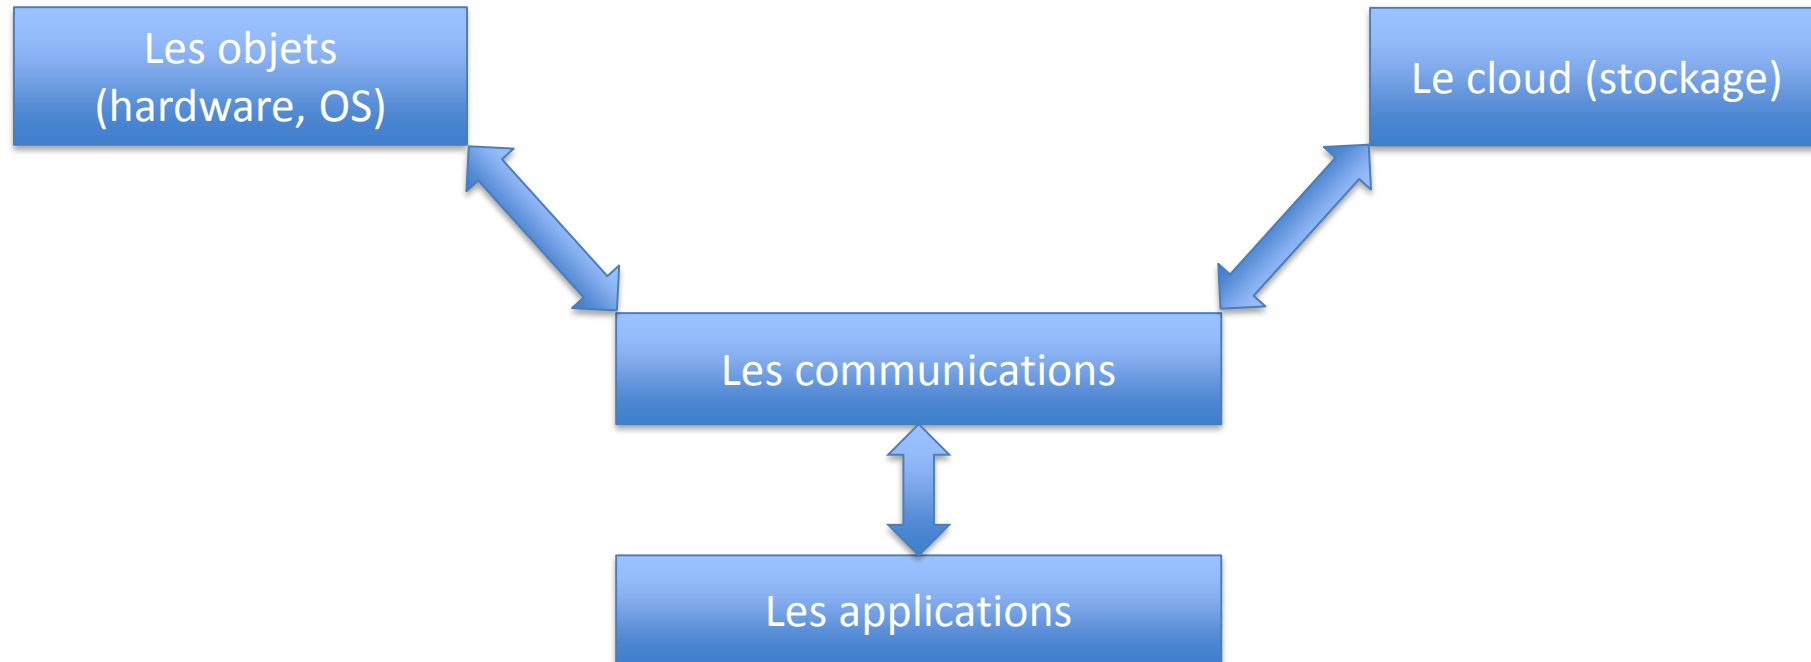 Les objets
(hardware, OS)
Le cloud (stockage)
Les communications
Les applications